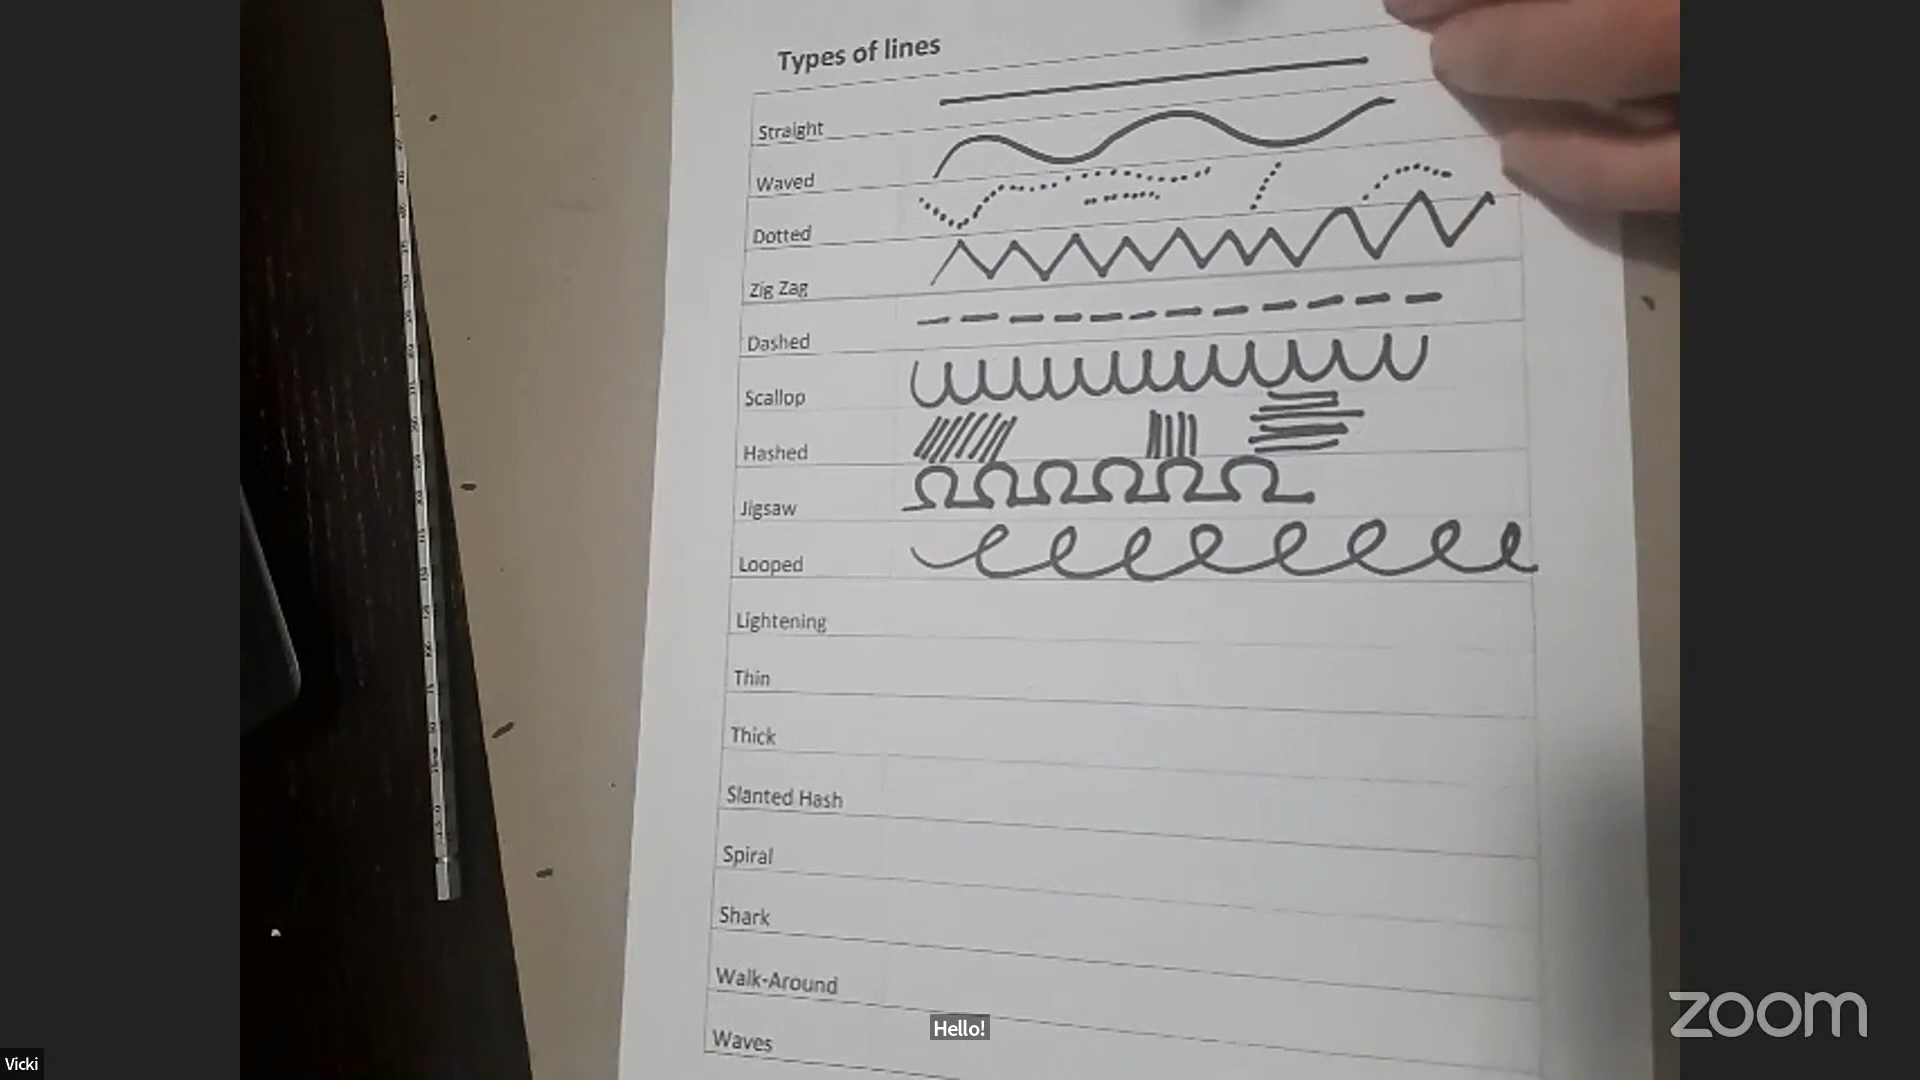 Types of lines
Straight
Waved
Dotted
Zig Zag
Dashed
Scallop
Hashed
Jigsaw
Looped
Lightening
Thin
Thick
Slanted Hash
Spiral
Shark
Walk-Around
Waves
Hello!
Vicki
zoom